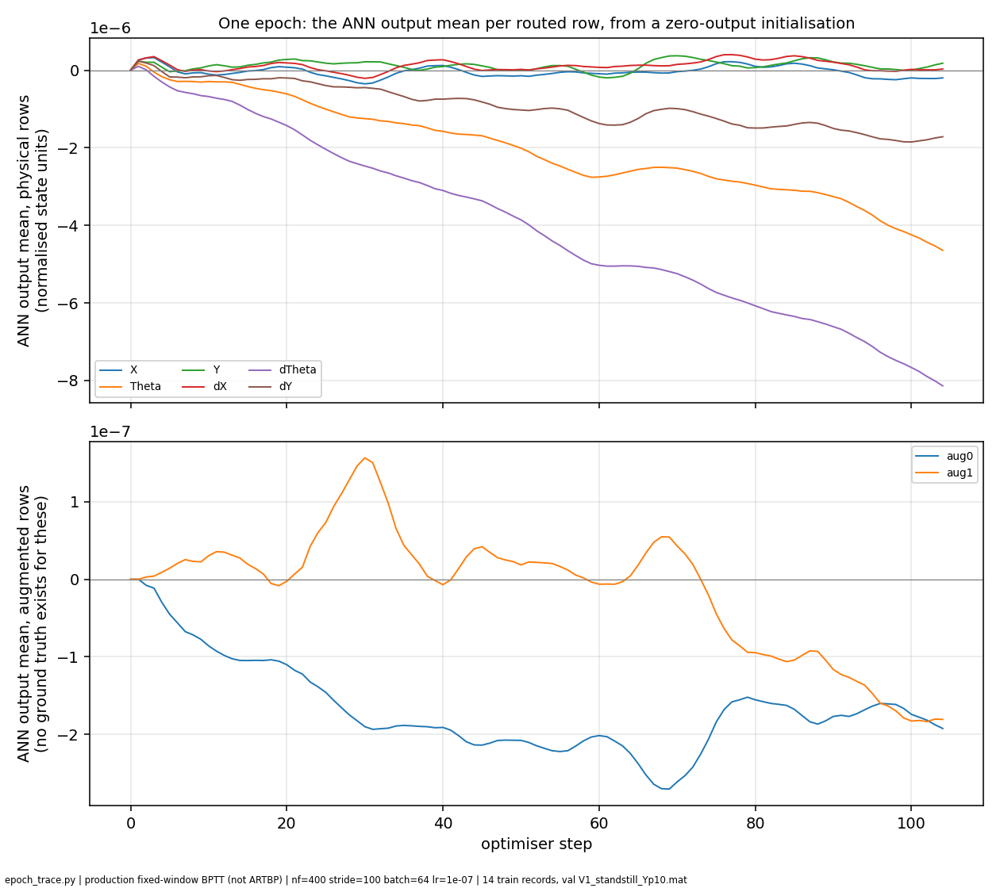 One epoch: the ANN output mean per routed row, from a zero-output initialisation
1e−6
0
−2
−4
−6
−8
ANN output mean, physical rows
(normalised state units)
X
Theta
Y
dX
dTheta
dY
1e−7
1
0
−1
−2
ANN output mean, augmented rows
(no ground truth exists for these)
aug0
aug1
0
20
40
60
80
100
optimiser step
epoch_trace.py | production fixed-window BPTT (not ARTBP) | nf=400 stride=100 batch=64 lr=1e-07 | 14 train records, val V1_standstill_Yp10.mat